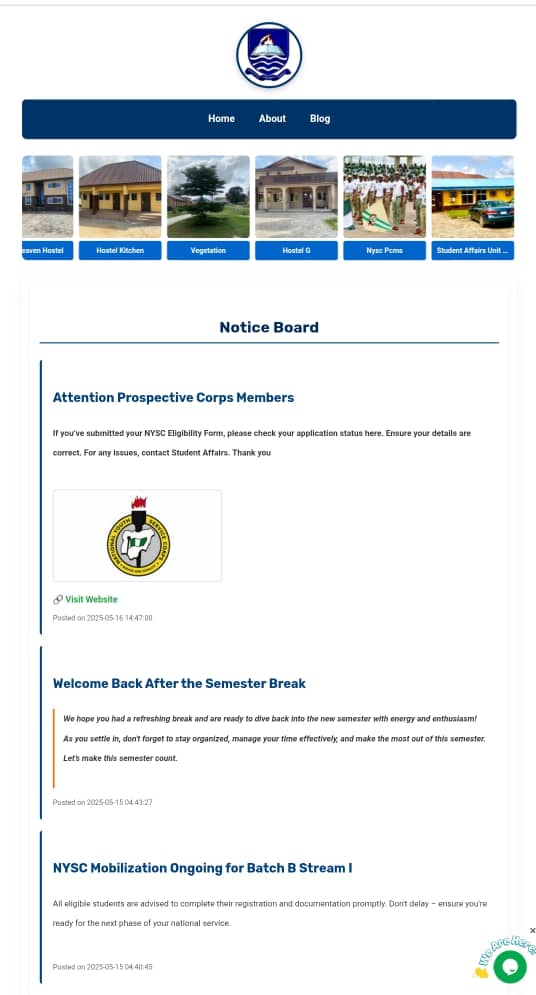 Home About Blog
eaven Hostel
Hostel Kitchen
Vegetation
Hostel G
Nysc Pcms
Student Affairs Unit ...
Notice Board
Attention Prospective Corps Members
If you've submitted your NYSC Eligibility Form, please check your application status here. Ensure your details are
correct. For any issues, contact Student Affairs. Thank you
NATIONAL YOUTH SERVICE CORPS
Visit Website
Posted on 2025-05-16 14:47:00
Welcome Back After the Semester Break
We hope you had a refreshing break and are ready to dive back into the new semester with energy and enthusiasm!
As you settle in, don't forget to stay organized, manage your time effectively, and make the most out of this semester.
Let's make this semester count.
Posted on 2025-05-15 04:43:27
NYSC Mobilization Ongoing for Batch B Stream I
All eligible students are advised to complete their registration and documentation promptly. Don't delay – ensure you're
ready for the next phase of your national service.
Posted on 2025-05-15 04:40:45
We Are Here!